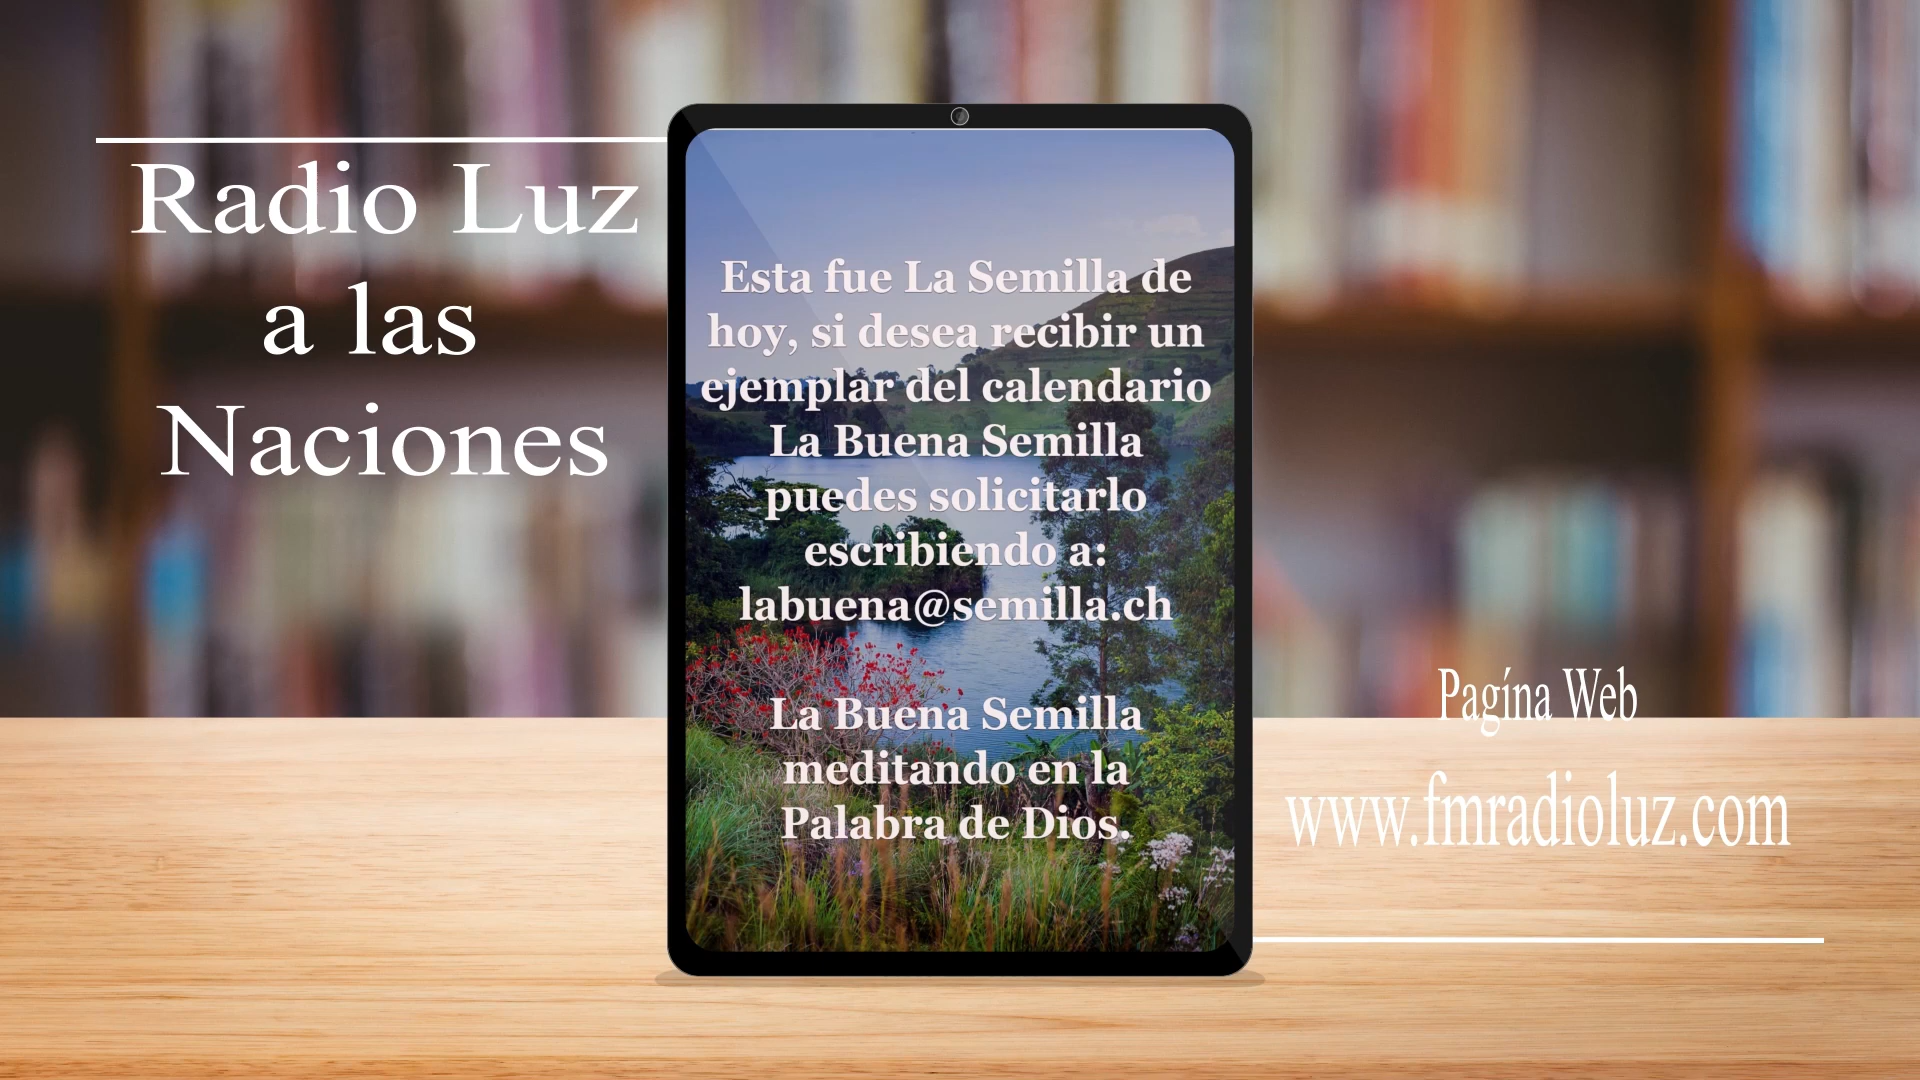 Radio Luz
a las
Naciones
Esta fue La Semilla de
hoy, si desea recibir un
ejemplar del calendario
La Buena Semilla
puedes solicitarlo
escribiendo a:
labuena@semilla.ch
La Buena Semilla
meditando en la
Palabra de Dios.
Pagína Web
www.fmradioluz.com